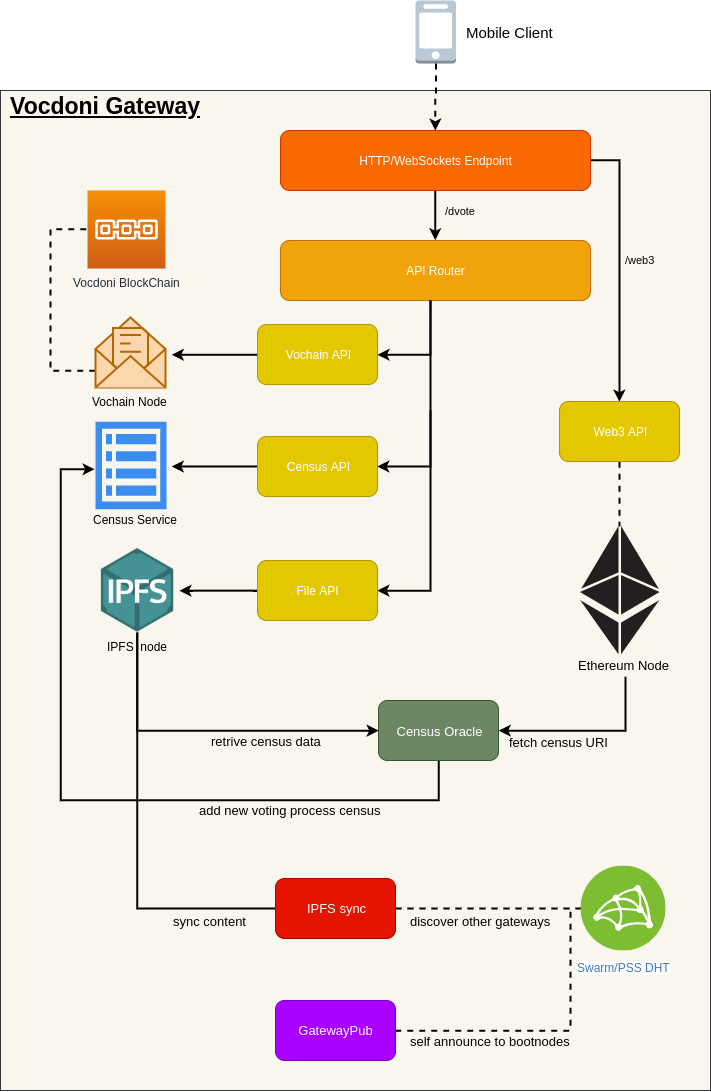 Mobile Client
Vocdoni Gateway
HTTP/WebSockets Endpoint
/dvote
API Router
/web3
Vocdoni BlockChain
Vochain API
Vochain Node
Web3 API
Census API
Census Service
IPFS
File API
IPFS node
Ethereum Node
Census Oracle
retrive census data
fetch census URI
add new voting process census
IPFS sync
sync content
discover other gateways
Swarm/PSS DHT
GatewayPub
self announce to bootnodes